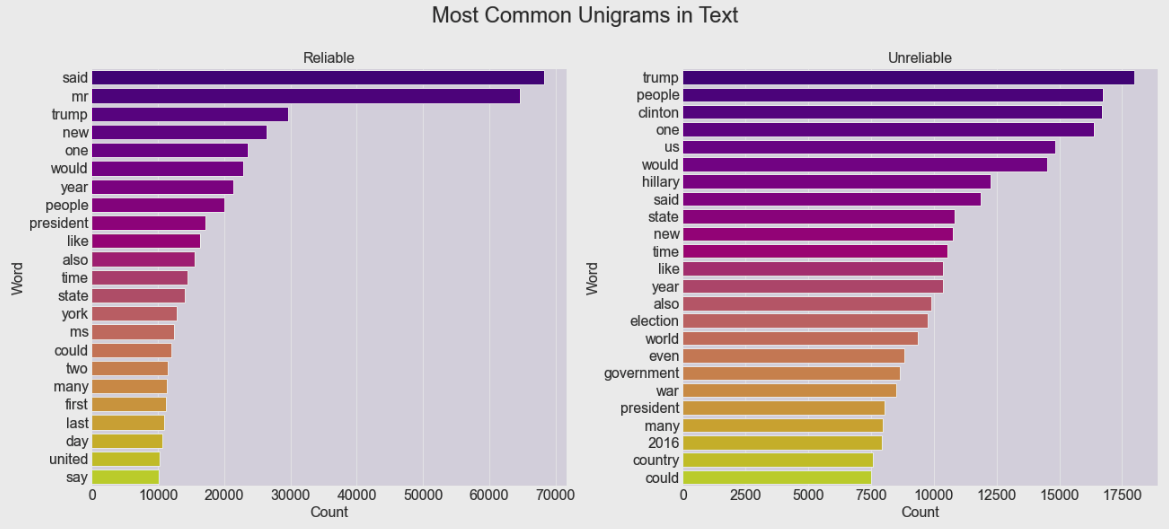 Most Common Unigrams in Text
Reliable
Word
said
mr
trump
new
one
would
year
people
president
like
also
time
state
york
ms
could
two
many
first
last
day
united
say
0 10000 20000 30000 40000 50000 60000 70000
Count
Unreliable
Word
trump
people
clinton
one
us
would
hillary
said
state
new
time
like
year
also
election
world
even
government
war
president
many
2016
country
could
0 2500 5000 7500 10000 12500 15000 17500
Count